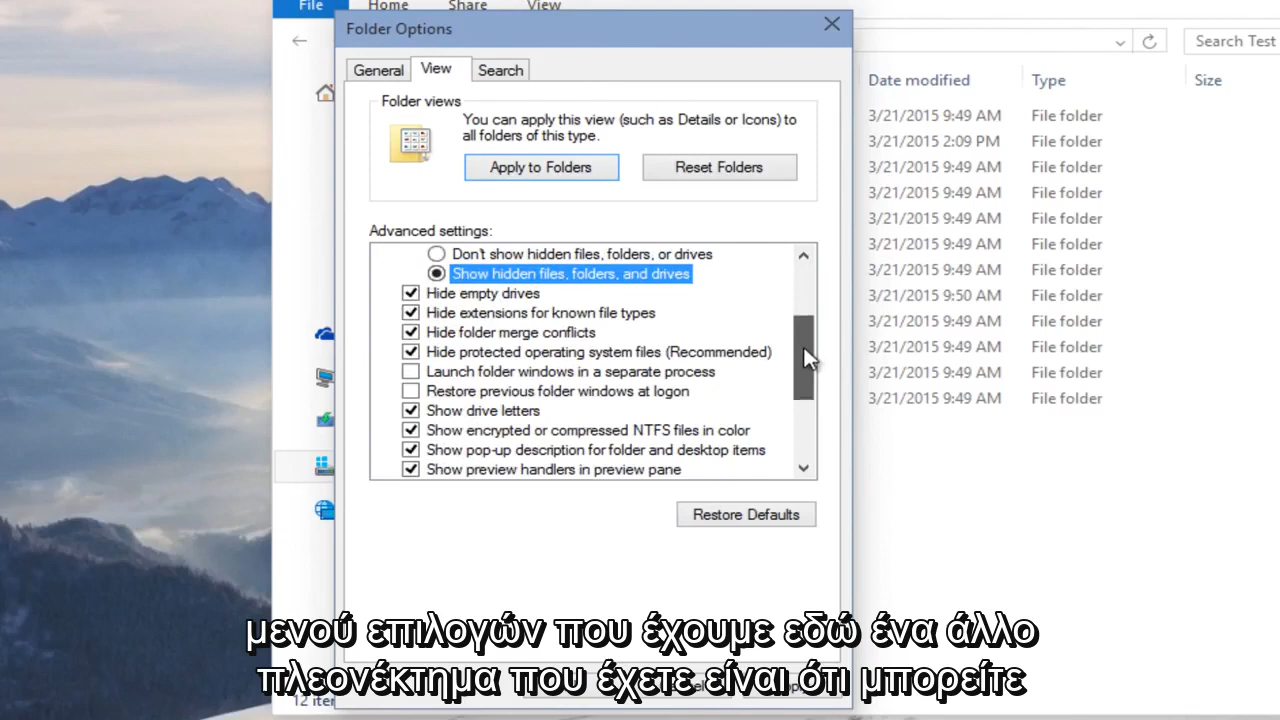 File Home Share View
Folder Options
Search Test
General View Search
Date modified Type Size
Folder views
You can apply this view (such as Details or Icons) to
all folders of this type.
Apply to Folders Reset Folders
3/21/2015 9:49 AM File folder
3/21/2015 2:09 PM File folder
3/21/2015 9:49 AM File folder
3/21/2015 9:49 AM File folder
3/21/2015 9:49 AM File folder
3/21/2015 9:49 AM File folder
3/21/2015 9:49 AM File folder
3/21/2015 9:50 AM File folder
3/21/2015 9:49 AM File folder
3/21/2015 9:49 AM File folder
3/21/2015 9:49 AM File folder
3/21/2015 9:49 AM File folder
Advanced settings:
Don't show hidden files, folders, or drives
Show hidden files, folders, and drives
Hide empty drives
Hide extensions for known file types
Hide folder merge conflicts
Hide protected operating system files (Recommended)
Launch folder windows in a separate process
Restore previous folder windows at logon
Show drive letters
Show encrypted or compressed NTFS files in color
Show pop-up description for folder and desktop items
Show preview handlers in preview pane
Restore Defaults
μενού επιλογών που έχουμε εδώ ένα άλλο
πλεονέκτημα που έχετε είναι ότι μπορείτε
12